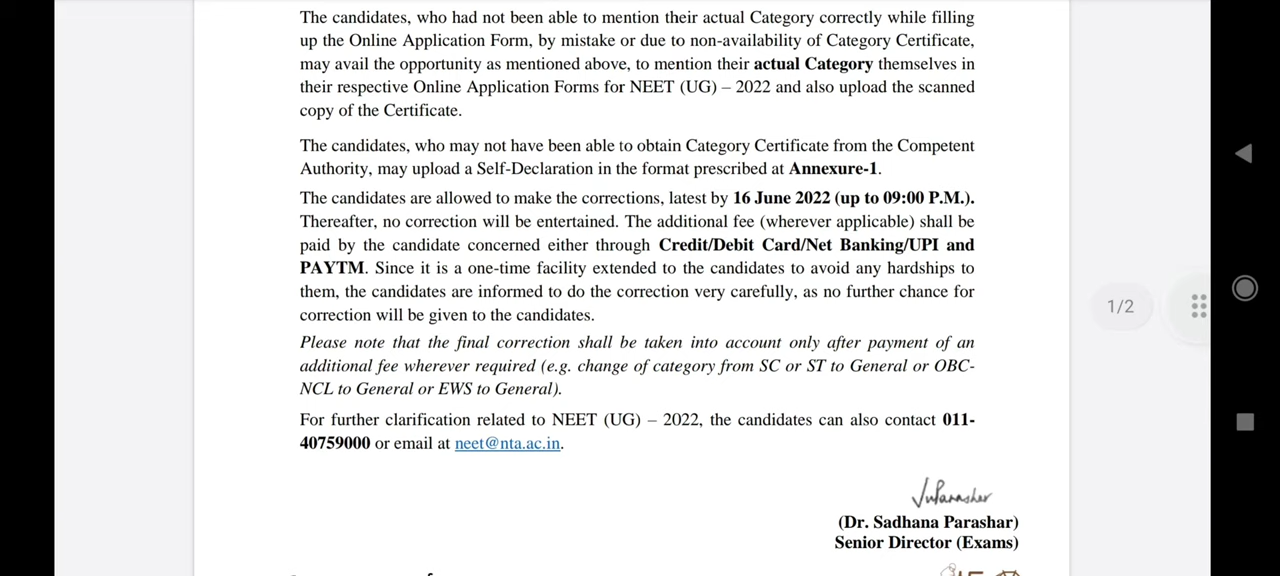 The candidates, who had not been able to mention their actual Category correctly while filling
up the Online Application Form, by mistake or due to non-availability of Category Certificate,
may avail the opportunity as mentioned above, to mention their actual Category themselves in
their respective Online Application Forms for NEET (UG) – 2022 and also upload the scanned
copy of the Certificate.
The candidates, who may not have been able to obtain Category Certificate from the Competent
Authority, may upload a Self-Declaration in the format prescribed at Annexure-1.
The candidates are allowed to make the corrections, latest by 16 June 2022 (up to 09:00 P.M.).
Thereafter, no correction will be entertained. The additional fee (wherever applicable) shall be
paid by the candidate concerned either through Credit/Debit Card/Net Banking/UPI and
PAYTM. Since it is a one-time facility extended to the candidates to avoid any hardships to
them, the candidates are informed to do the correction very carefully, as no further chance for
correction will be given to the candidates.
Please note that the final correction shall be taken into account only after payment of an
additional fee wherever required (e.g. change of category from SC or ST to General or OBC-
NCL to General or EWS to General).
For further clarification related to NEET (UG) – 2022, the candidates can also contact 011-
40759000 or email at neet@nta.ac.in.
(Dr. Sadhana Parashar)
Senior Director (Exams)
1/2